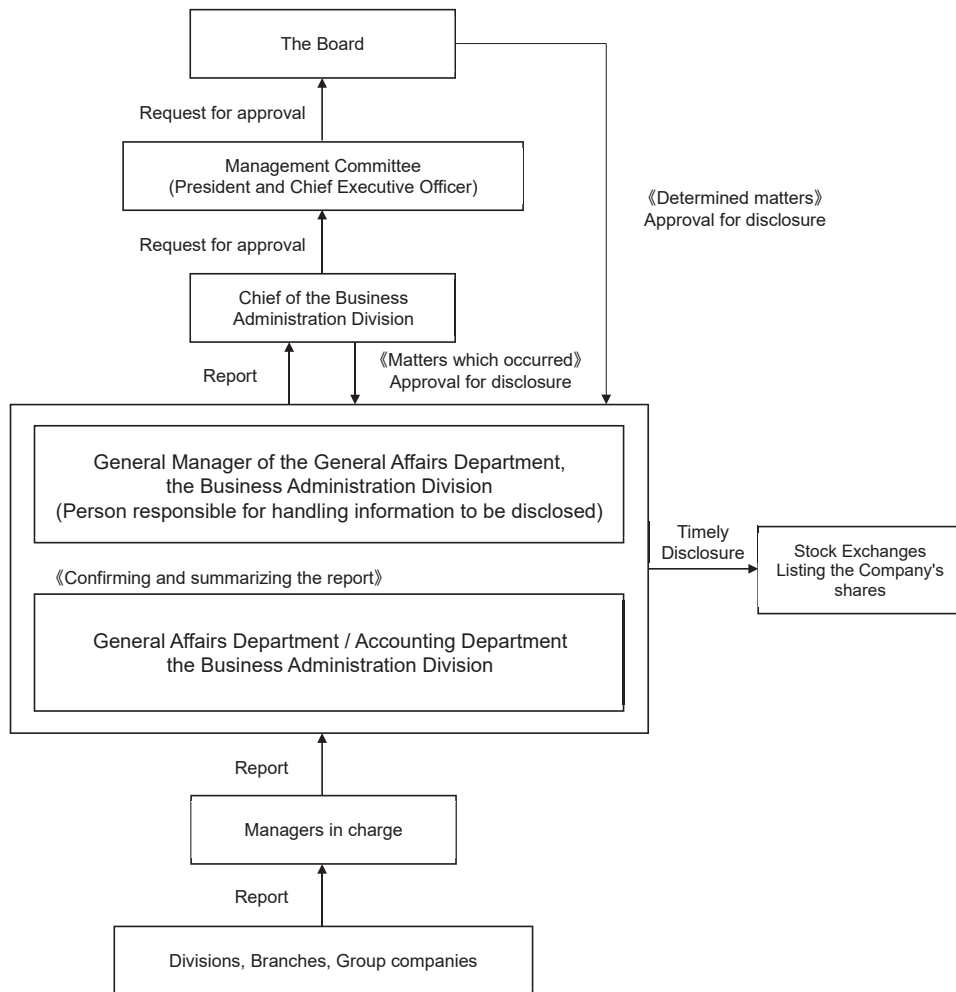 The Board
Request for approval
Management Committee
(President and Chief Executive Officer)
《Determined matters》
Approval for disclosure
Request for approval
Chief of the Business
Administration Division
Report
《Matters which occurred》
Approval for disclosure
General Manager of the General Affairs Department,
the Business Administration Division
(Person responsible for handling information to be disclosed)
Timely
Disclosure
Stock Exchanges
Listing the Company's
shares
《Confirming and summarizing the report》
General Affairs Department / Accounting Department
the Business Administration Division
Report
Managers in charge
Report
Divisions, Branches, Group companies